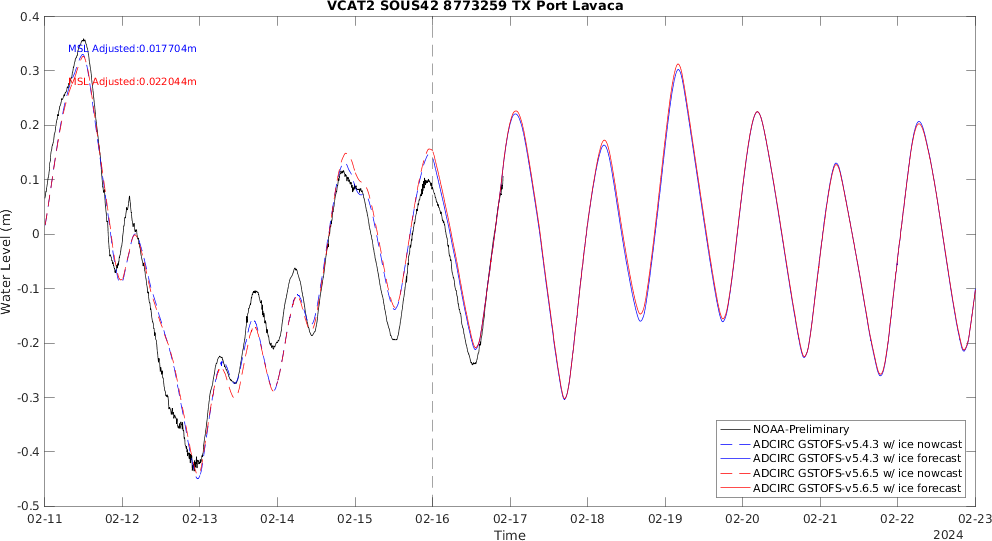 VCAT2 SOUS42 8773259 TX Port Lavaca
0.4
0.3
0.2
0.1
0
-0.1
-0.2
-0.3
-0.4
-0.5
Water Level (m)
MSL Adjusted:0.017704m
MSL Adjusted:0.022044m
NOAA-Preliminary
ADCIRC GSTOFS-v5.4.3 w/ ice nowcast
ADCIRC GSTOFS-v5.4.3 w/ ice forecast
ADCIRC GSTOFS-v5.6.5 w/ ice nowcast
ADCIRC GSTOFS-v5.6.5 w/ ice forecast
02-11 02-12 02-13 02-14 02-15 02-16 02-17 02-18 02-19 02-20 02-21 02-22 02-23
Time
2024